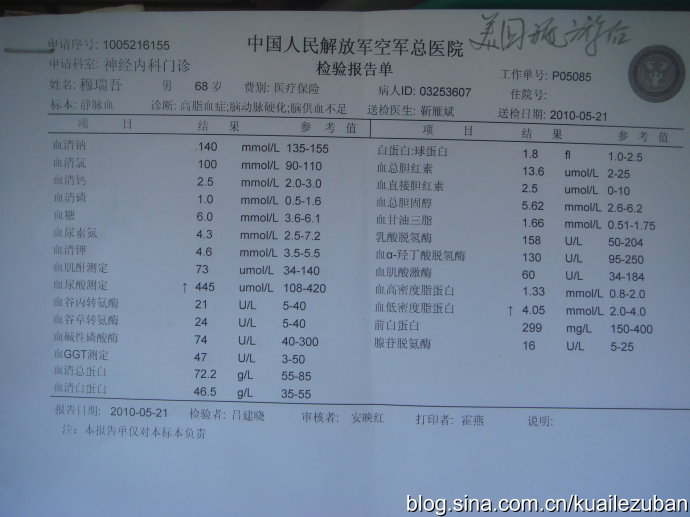 申请序号: 1005216155
中国人民解放军空军总医院
美国旅游后
申请科室: 神经内科门诊
检验报告单
工作单号: P05085
姓名: 穆瑞吾 男 68 岁 费别: 医疗保险 病人ID: 03253607 住院号:
标本: 静脉血 诊断: 高脂血症;脑动脉硬化;脑供血不足 送检医生: 靳雁斌 送检日期: 2010-05-21
项 目 结 果 参 考 值 项 目 结 果 参 考 值
血清钠 140 mmol/L 135-155 白蛋白:球蛋白 1.8 fl 1.0-2.5
血清氯 100 mmol/L 90-110 血总胆红素 13.6 umol/L 2-25
血清钙 2.5 mmol/L 2.0-3.0 血直接胆红素 2.5 umol/L 0-10
血清磷 1.0 mmol/L 0.5-1.6 血总胆固醇 5.62 mmol/L 2.6-6.2
血糖 6.0 mmol/L 3.6-6.1 血甘油三脂 1.66 mmol/L 0.51-1.75
血尿素氮 4.3 mmol/L 2.5-7.2 乳酸脱氢酶 158 U/L 50-204
血清钾 4.6 mmol/L 3.5-5.5 血α-羟丁酸脱氢酶 130 U/L 95-250
血肌酐测定 73 umol/L 34-140 血肌酸激酶 60 U/L 34-184
血尿酸测定 ↑ 445 umol/L 108-420 血高密度脂蛋白 1.33 mmol/L 0.8-2.0
血谷丙转氨酶 21 U/L 5-40 血低密度脂蛋白 ↑ 4.05 mmol/L 2.0-4.0
血谷草转氨酶 24 U/L 5-40 前白蛋白 299 mg/L 150-400
血碱性磷酸酶 74 U/L 40-300 腺苷脱氨酶 16 U/L 5-25
血GGT测定 47 U/L 3-50
血清总蛋白 72.2 g/L 55-85
血清白蛋白 46.5 g/L 35-55
报告日期: 2010-05-21 检验者: 吕建晓 审核者: 安映红 打印者: 霍燕 说明:
注: 本报告单仅对本标本负责
blog.sina.com.cn/kuailezuban